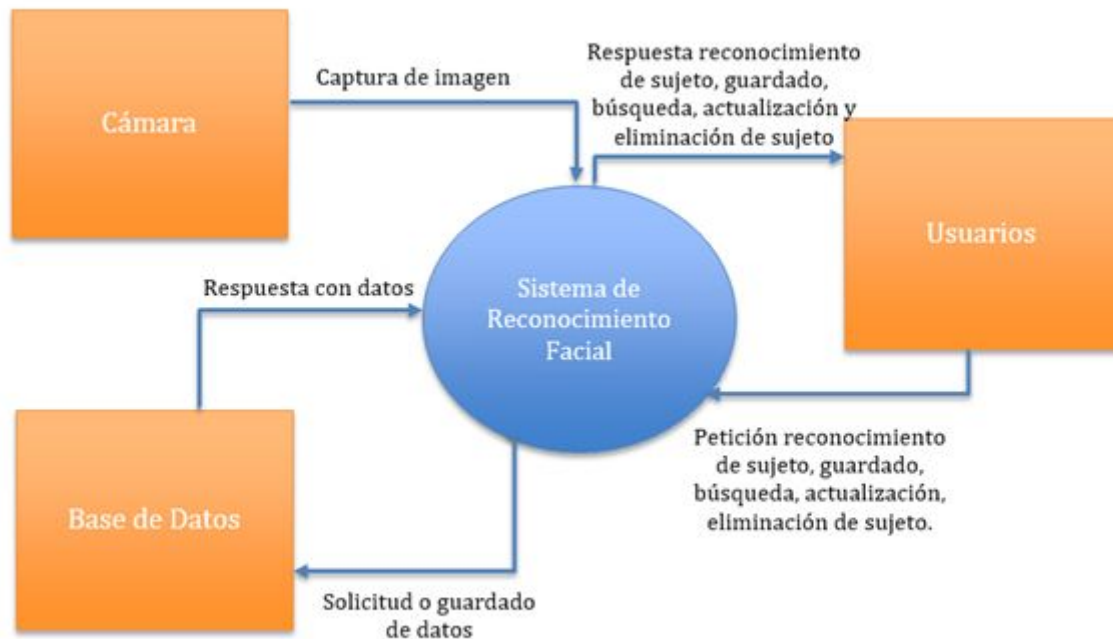 Cámara
Captura de imagen
Respuesta reconocimiento
de sujeto, guardado,
búsqueda, actualización y
eliminación de sujeto
Usuarios
Respuesta con datos
Sistema de
Reconocimiento
Facial
Base de Datos
Petición reconocimiento
de sujeto, guardado,
búsqueda, actualización,
eliminación de sujeto.
Solicitud o guardado
de datos